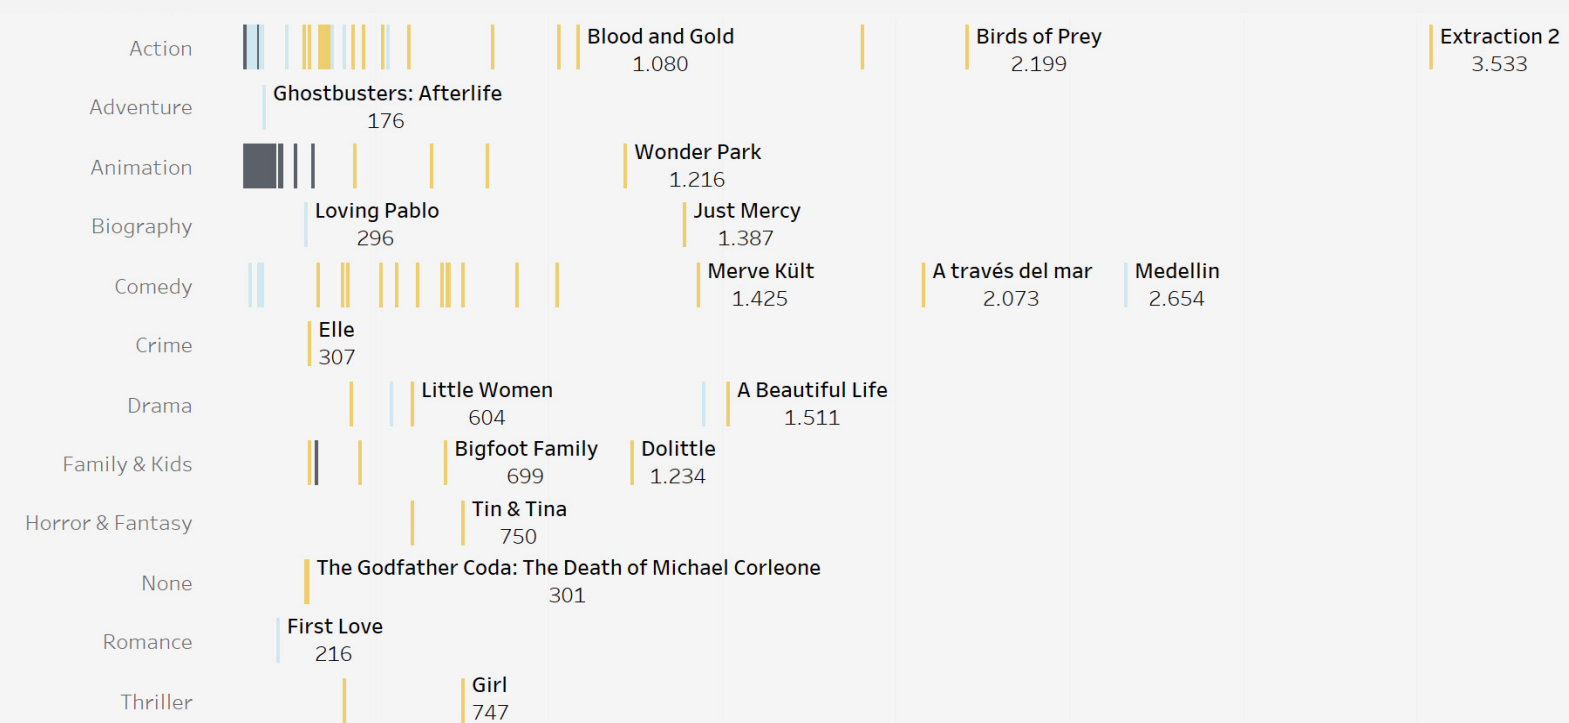 Action
Blood and Gold
1.080
Birds of Prey
2.199
Extraction 2
3.533
Adventure
Ghostbusters: Afterlife
176
Animation
Wonder Park
1.216
Biography
Loving Pablo
296
Just Mercy
1.387
Comedy
Merve Kült
1.425
A través del mar
2.073
Medellin
2.654
Crime
Elle
307
Drama
Little Women
604
A Beautiful Life
1.511
Family & Kids
Bigfoot Family
699
Dolittle
1.234
Horror & Fantasy
Tin & Tina
750
None
The Godfather Coda: The Death of Michael Corleone
301
Romance
First Love
216
Thriller
Girl
747